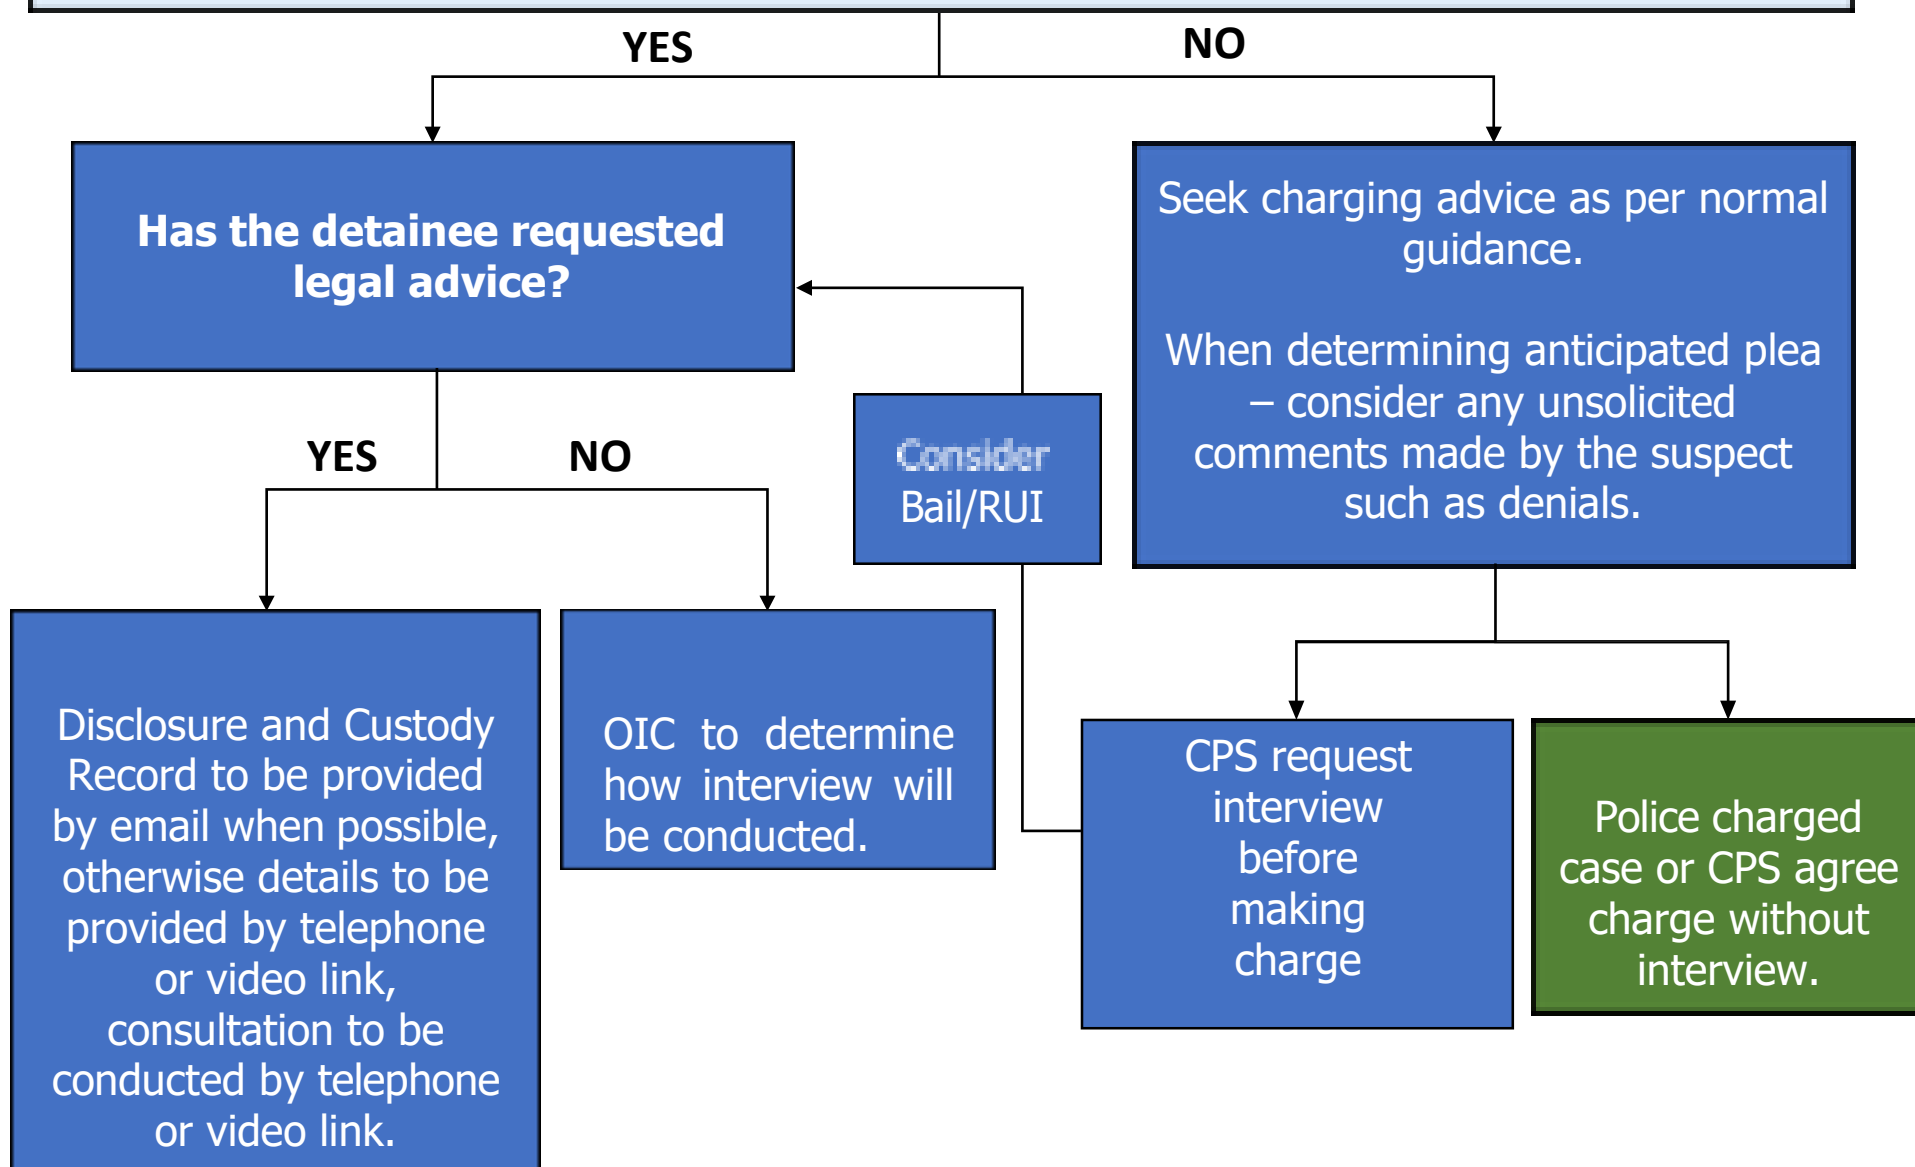 YES
NO
Has the detainee requested
legal advice?
Seek charging advice as per normal
guidance.
When determining anticipated plea
– consider any unsolicited
comments made by the suspect
such as denials.
YES
NO
Consider
Bail/RUI
Disclosure and Custody
Record to be provided
by email when possible,
otherwise details to be
provided by telephone
or video link,
consultation to be
conducted by telephone
or video link.
OIC to determine
how interview will
be conducted.
CPS request
interview
before
making
charge
Police charged
case or CPS agree
charge without
interview.